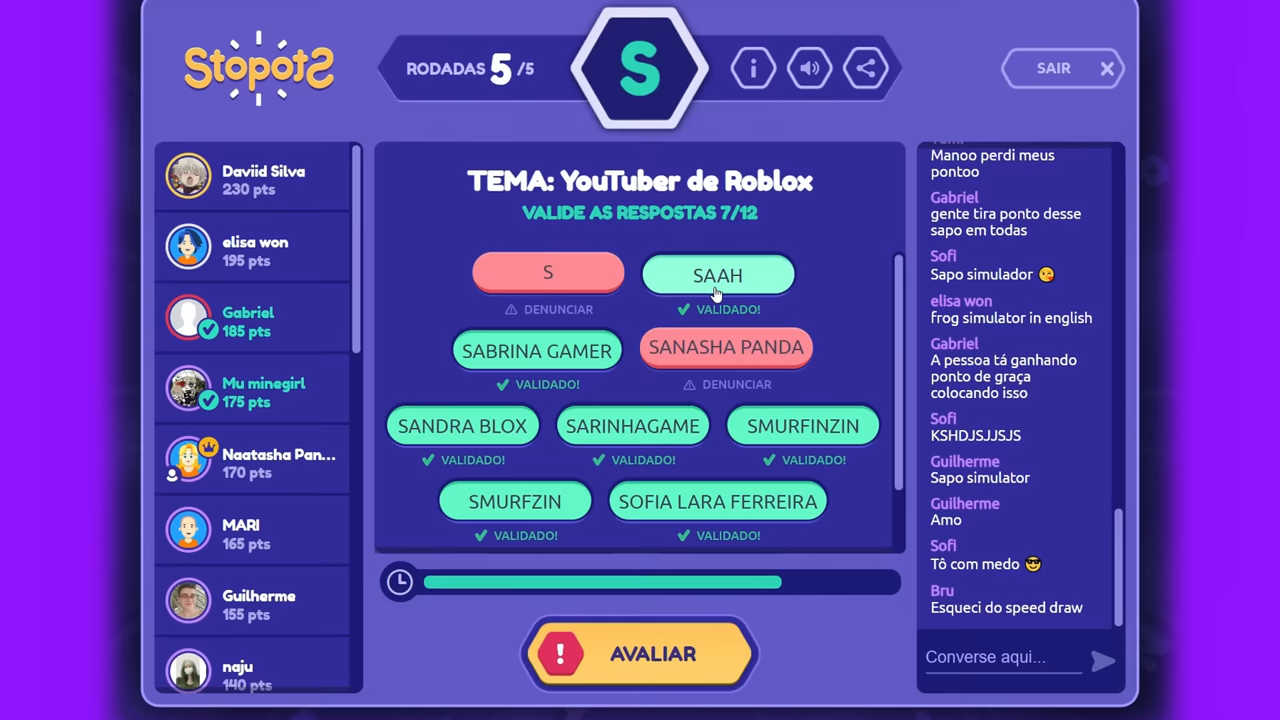 StopotS
RODADAS 5 /5
S
i
SAIR
Daviid Silva
230 pts
elisa won
195 pts
Gabriel
185 pts
Mu minegirl
175 pts
Naatasha Pan...
170 pts
MARI
165 pts
Guilherme
155 pts
naju
140 pts
TEMA: YouTuber de Roblox
VALIDE AS RESPOSTAS 7/12
S SAAH
DENUNCIAR VALIDADO!
SABRINA GAMER SANASHA PANDA
VALIDADO! DENUNCIAR
SANDRA BLOX SARINHAGAME SMURFINZIN
VALIDADO! VALIDADO! VALIDADO!
SMURFZIN SOFIA LARA FERREIRA
VALIDADO! VALIDADO!
! AVALIAR
Manoo perdi meus
pontoo
Gabriel
gente tira ponto desse
sapo em todas
Sofi
Sapo simulador 😘
elisa won
frog simulator in english
Gabriel
A pessoa tá ganhando
ponto de graça
colocando isso
Sofi
KSHDJSJJSJS
Guilherme
Sapo simulator
Guilherme
Amo
Sofi
Tô com medo 😎
Bru
Esqueci do speed draw
Converse aqui...